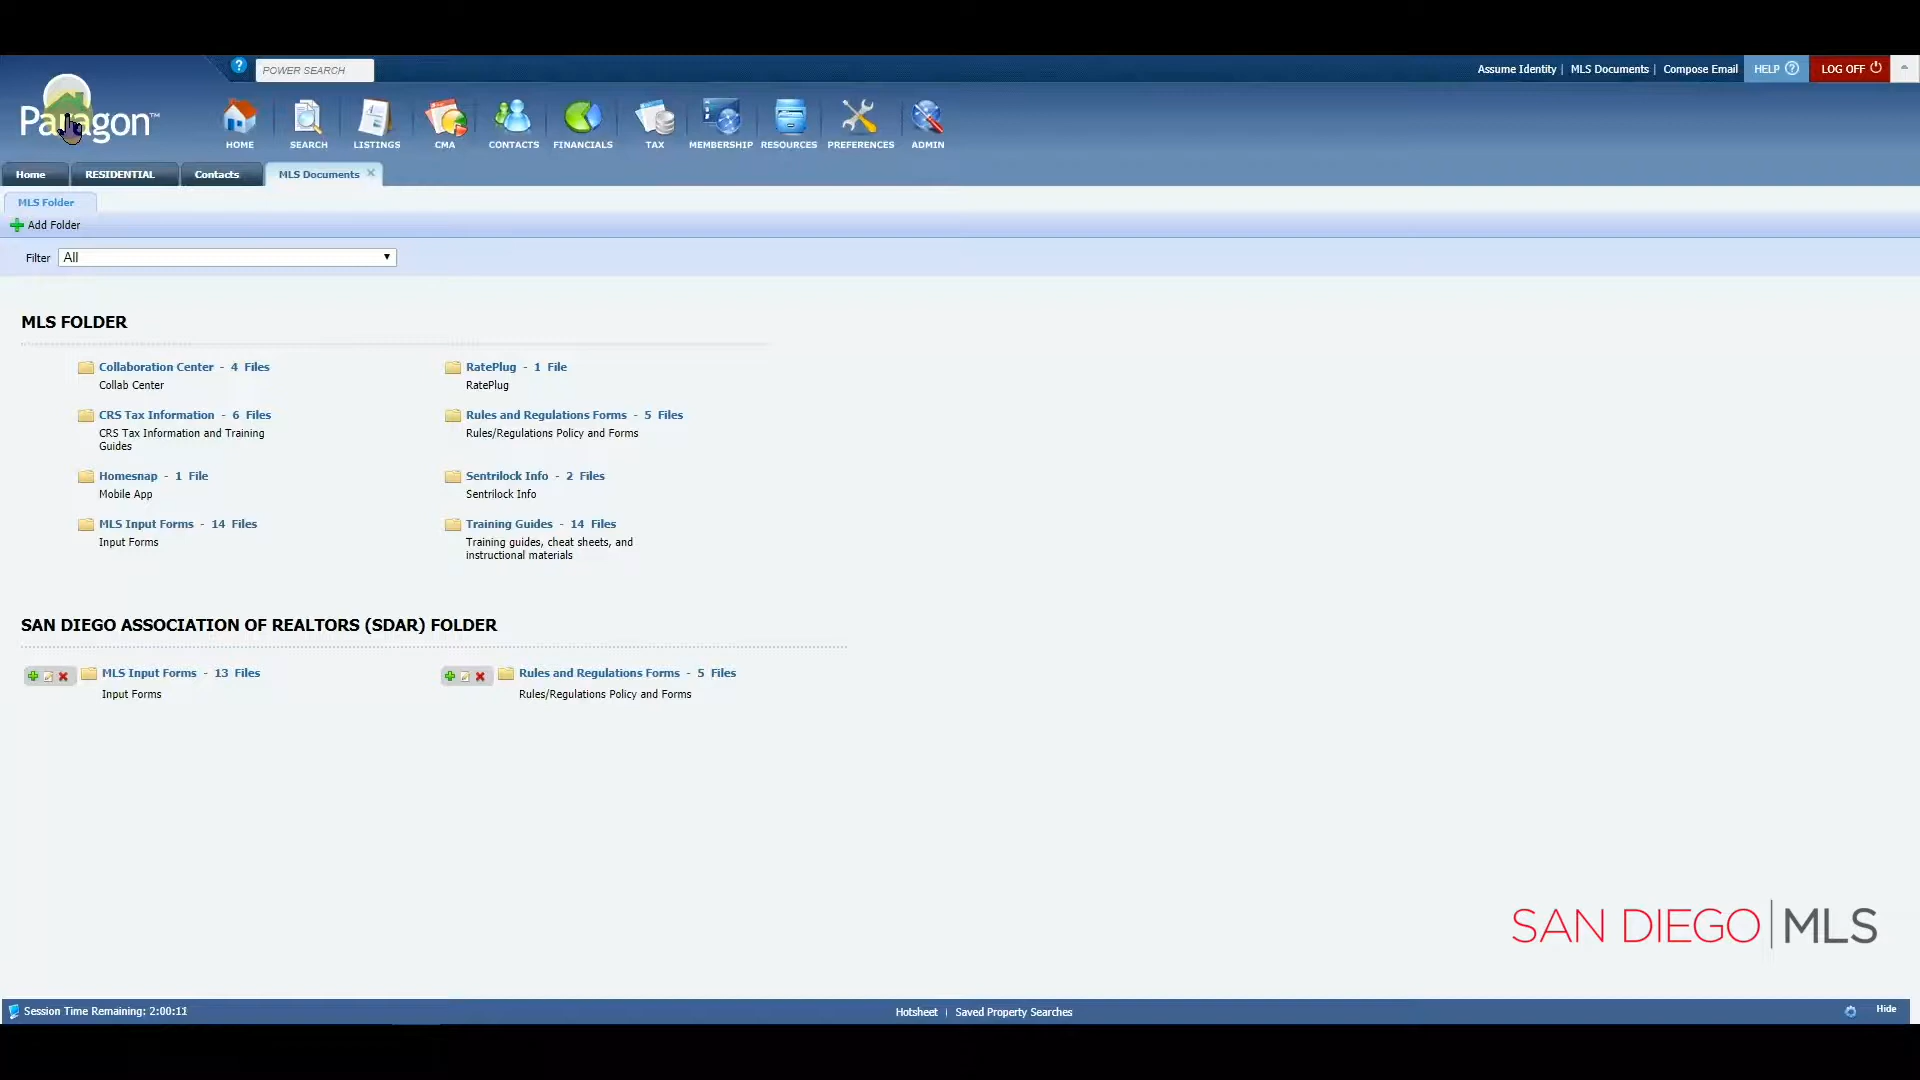 ?
POWER SEARCH
Assume Identity | MLS Documents | Compose Email
HELP ?
LOG OFF
Paragon™
HOME
SEARCH
LISTINGS
CMA
CONTACTS
FINANCIALS
TAX
MEMBERSHIP
RESOURCES
PREFERENCES
ADMIN
Home
RESIDENTIAL
Contacts
MLS Documents
MLS Folder
Add Folder
Filter
All
MLS FOLDER
Collaboration Center - 4 Files
Collab Center
RatePlug - 1 File
RatePlug
CRS Tax Information - 6 Files
CRS Tax Information and Training
Guides
Rules and Regulations Forms - 5 Files
Rules/Regulations Policy and Forms
Homesnap - 1 File
Mobile App
Sentrilock Info - 2 Files
Sentrilock Info
MLS Input Forms - 14 Files
Input Forms
Training Guides - 14 Files
Training guides, cheat sheets, and
instructional materials
SAN DIEGO ASSOCIATION OF REALTORS (SDAR) FOLDER
MLS Input Forms - 13 Files
Input Forms
Rules and Regulations Forms - 5 Files
Rules/Regulations Policy and Forms
SAN DIEGO|MLS
Session Time Remaining: 2:00:11
Hotsheet | Saved Property Searches
Hide